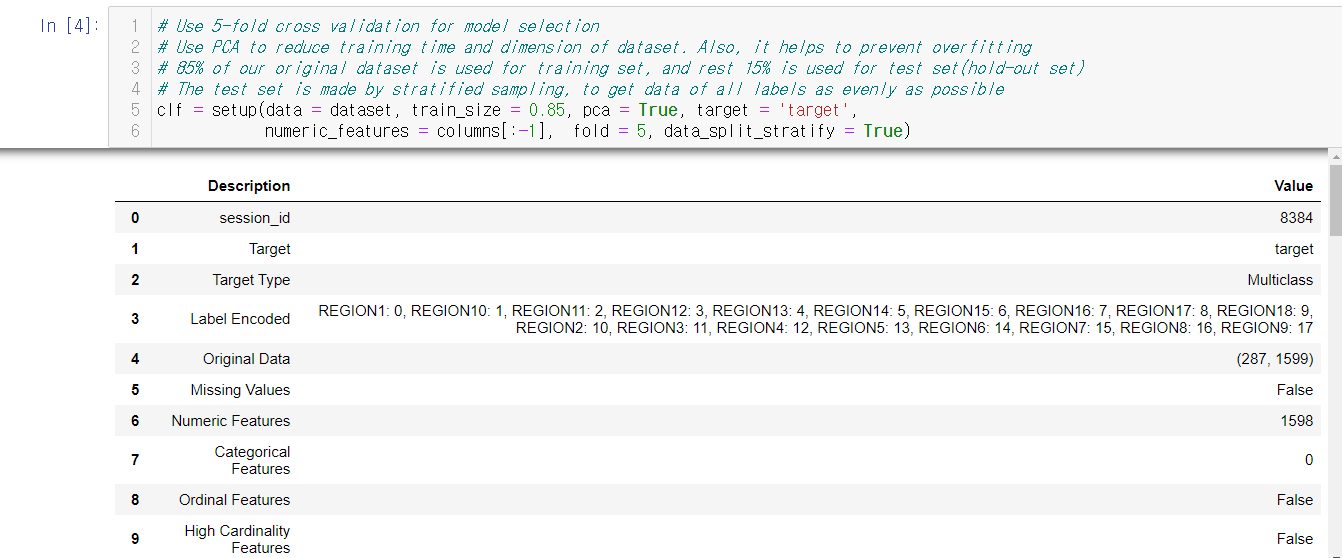 In [4]:
1 # Use 5-fold cross validation for model selection
2 # Use PCA to reduce training time and dimension of dataset. Also, it helps to prevent overfitting
3 # 85% of our original dataset is used for training set, and rest 15% is used for test set(hold-out set)
4 # The test set is made by stratified sampling, to get data of all labels as evenly as possible
5 clf = setup(data = dataset, train_size = 0.85, pca = True, target = 'target',
6 numeric_features = columns[:-1], fold = 5, data_split_stratify = True)
Description Value
0 session_id 8384
1 Target target
2 Target Type Multiclass
3 Label Encoded REGION1: 0, REGION10: 1, REGION11: 2, REGION12: 3, REGION13: 4, REGION14: 5, REGION15: 6, REGION16: 7, REGION17: 8, REGION18: 9,
REGION2: 10, REGION3: 11, REGION4: 12, REGION5: 13, REGION6: 14, REGION7: 15, REGION8: 16, REGION9: 17
4 Original Data (287, 1599)
5 Missing Values False
6 Numeric Features 1598
7 Categorical
Features 0
8 Ordinal Features False
9 High Cardinality
Features False